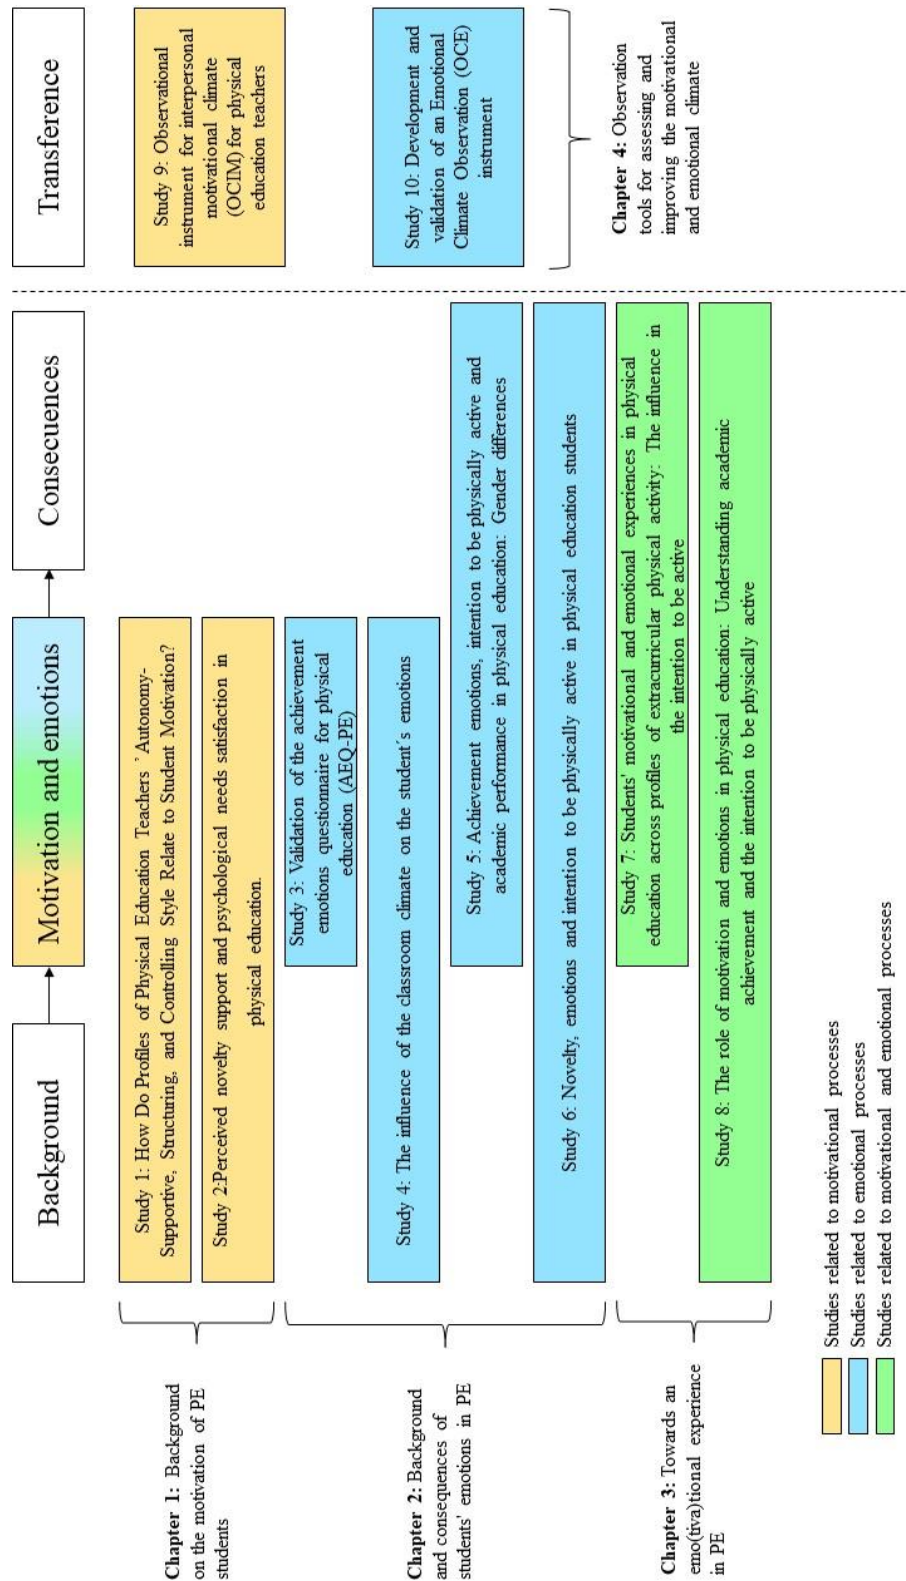 Background
Motivation and emotions
Consecuences
Transference
Chapter 1: Background
on the motivation of PE
students
Study 1: How Do Profiles of Physical Education Teachers ’Autonomy-
Supportive, Structuring, and Controlling Style Relate to Student Motivation?
Study 2:Perceived novelty support and psychological needs satisfaction in
physical education.
Chapter 2: Background
and consequences of
students' emotions in PE
Study 3: Validation of the achievement
emotions questionnaire for physical
education (AEQ-PE)
Study 4: The influence of the classroom climate on the student´s emotions
Study 5: Achievement emotions, intention to be physically active and
academic performance in physical education: Gender differences
Study 6: Novelty, emotions and intention to be physically active in physical education students
Chapter 3: Towards an
emo(tiva)tional experience
in PE
Study 7: Students' motivational and emotional experiences in physical
education across profiles of extracurricular physical activity: The influence in
the intention to be active
Study 8: The role of motivation and emotions in physical education: Understanding academic
achievement and the intention to be physically active
Study 9: Observational
instrument for interpersonal
motivational climate
(OCIM) for physical
education teachers
Study 10: Development and
validation of an Emotional
Climate Observation (OCE)
instrument
Chapter 4: Observation
tools for assessing and
improving the motivational
and emotional climate
Studies related to motivational processes
Studies related to emotional processes
Studies related to motivational and emotional processes